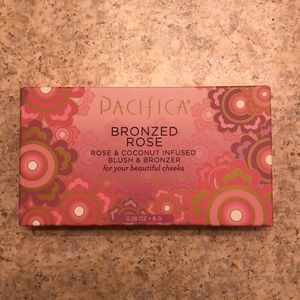 PACIFICA®
BRONZED
ROSE
ROSE & COCONUT INFUSED
BLUSH & BRONZER
for your beautiful cheeks
0.28 OZ • 8 G